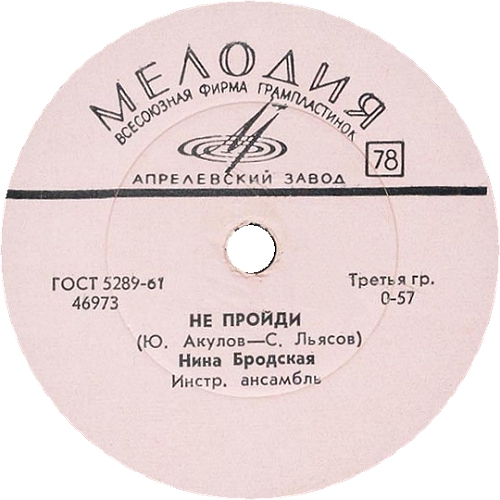 МЕЛОДИЯ
ВСЕСОЮЗНАЯ ФИРМА ГРАМПЛАСТИНОК
78
АПРЕЛЕВСКИЙ ЗАВОД
ГОСТ 5289-61
46973
Третья гр.
0-57
НЕ ПРОЙДИ
(Ю. Акулов—С. Льясов)
Нина Бродская
Инстр. ансамбль